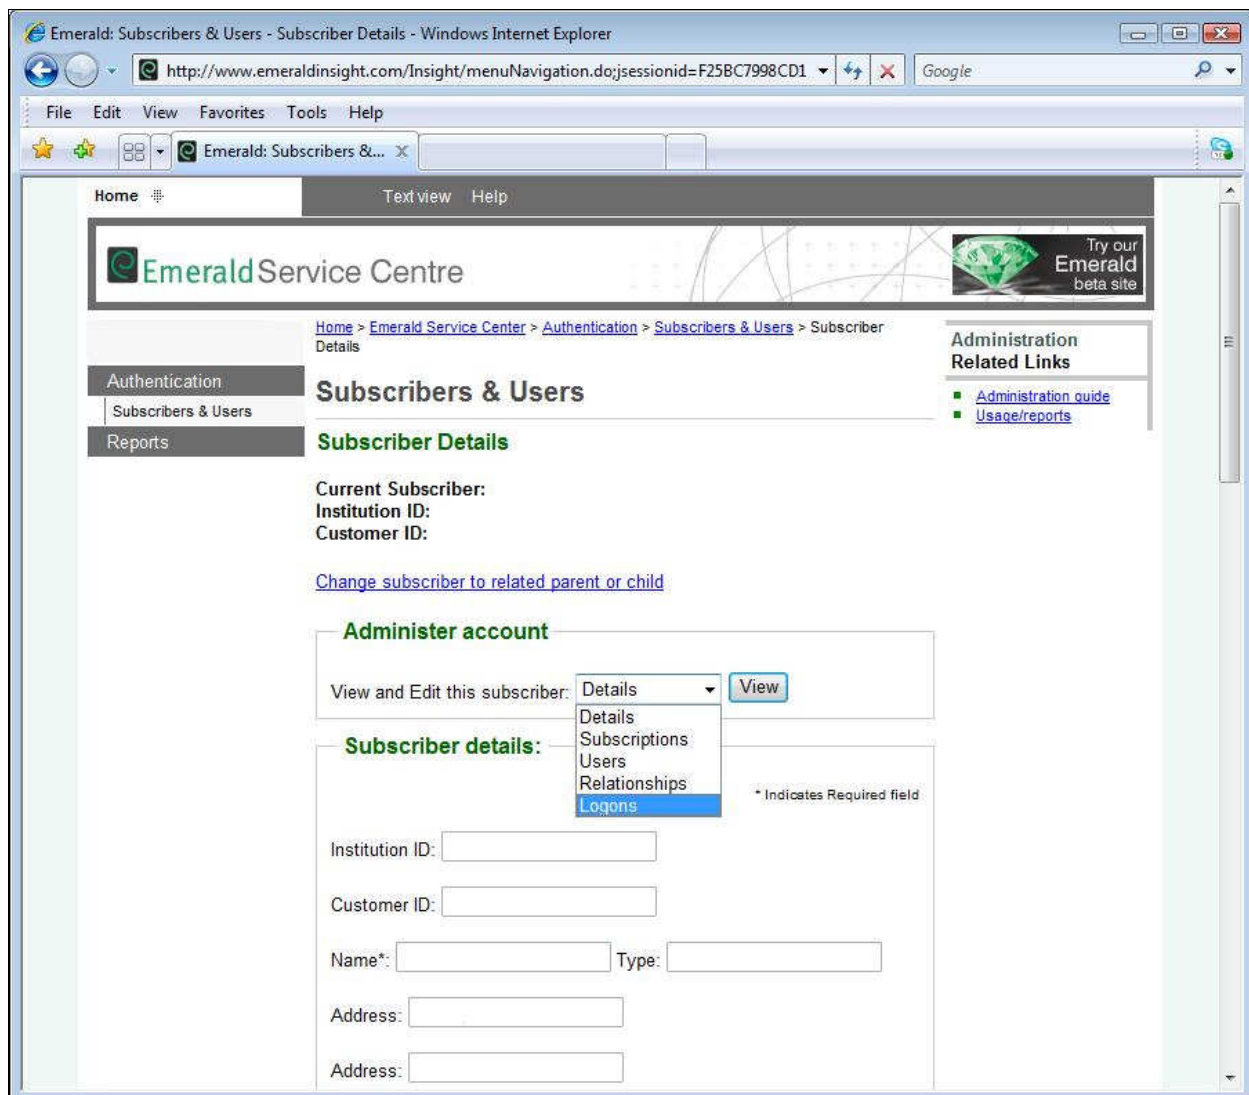 Emerald: Subscribers & Users - Subscriber Details - Windows Internet Explorer
http://www.emeraldinsight.com/Insight/menuNavigation.do;jsessionid=F25BC7998CD1
Google
File Edit View Favorites Tools Help
Emerald: Subscribers &...
Home
Text view Help
Emerald Service Centre
Try our
Emerald
beta site
Home > Emerald Service Center > Authentication > Subscribers & Users > Subscriber
Details
Administration
Related Links
Administration guide
Usage/reports
Authentication
Subscribers & Users
Reports
Subscribers & Users
Subscriber Details
Current Subscriber:
Institution ID:
Customer ID:
Change subscriber to related parent or child
Administer account
View and Edit this subscriber: Details View
Details
Subscriptions
Users
Relationships
Logons
Subscriber details:
* Indicates Required field
Institution ID:
Customer ID:
Name*: Type:
Address:
Address: